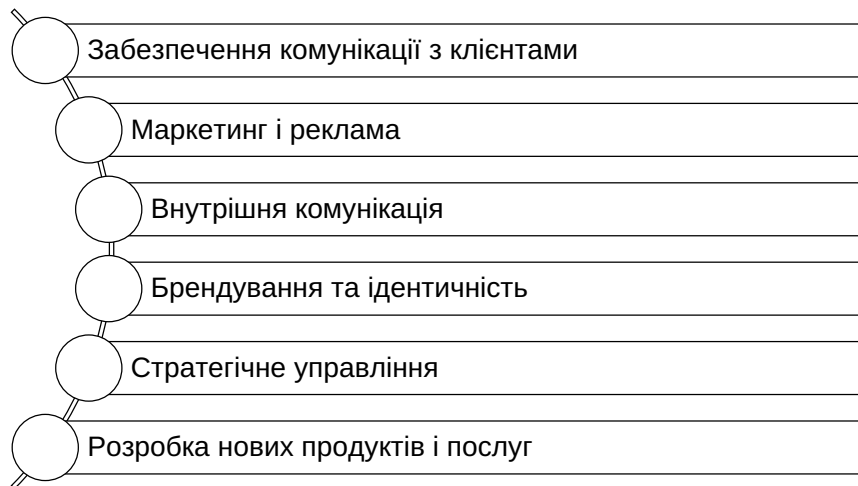 Забезпечення комунікації з клієнтами
Маркетинг і реклама
Внутрішня комунікація
Брендування та ідентичність
Стратегічне управління
Розробка нових продуктів і послуг